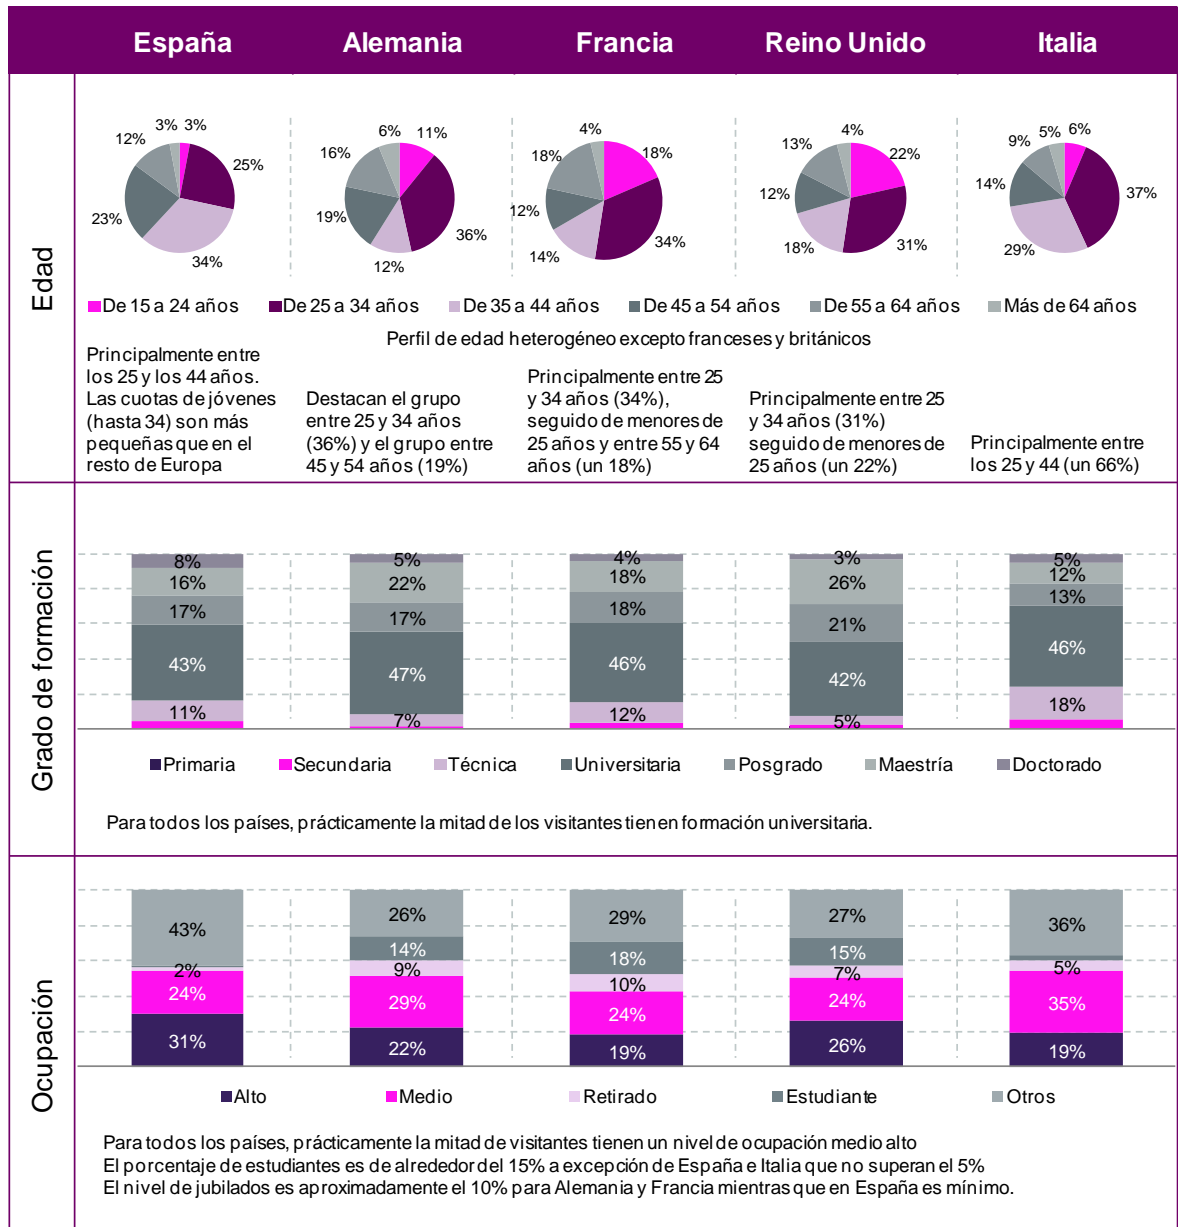 España Alemania Francia Reino Unido Italia
Edad
3% 3% 25% 34% 23% 12%
6% 11% 36% 12% 19% 16%
4% 18% 34% 14% 12% 18%
4% 22% 31% 18% 12% 13%
5% 6% 37% 29% 14% 9%
De 15 a 24 años De 25 a 34 años De 35 a 44 años De 45 a 54 años De 55 a 64 años Más de 64 años
Perfil de edad heterogéneo excepto franceses y británicos
Principalmente entre
los 25 y los 44 años.
Las cuotas de jóvenes
(hasta 34) son más
pequeñas que en el
resto de Europa
Destacan el grupo
entre 25 y 34 años
(36%) y el grupo entre
45 y 54 años (19%)
Principalmente entre 25
y 34 años (34%),
seguido de menores de
25 años y entre 55 y 64
años (un 18%)
Principalmente entre 25
y 34 años (31%)
seguido de menores de
25 años (un 22%)
Principalmente entre
los 25 y 44 (un 66%)
Grado de formación
8% 5% 4% 3% 5%
16% 22% 18% 26% 12%
17% 17% 18% 21% 13%
43% 47% 46% 42% 46%
11% 7% 12% 5% 18%
Primaria Secundaria Técnica Universitaria Posgrado Maestría Doctorado
Para todos los países, prácticamente la mitad de los visitantes tienen formación universitaria.
Ocupación
43% 26% 29% 27% 36%
14% 18% 15%
2% 9% 10% 7% 5%
24% 29% 24% 24% 35%
31% 22% 19% 26% 19%
Alto Medio Retirado Estudiante Otros
Para todos los países, prácticamente la mitad de visitantes tienen un nivel de ocupación medio alto
El porcentaje de estudiantes es de alrededor del 15% a excepción de España e Italia que no superan el 5%
El nivel de jubilados es aproximadamente el 10% para Alemania y Francia mientras que en España es mínimo.